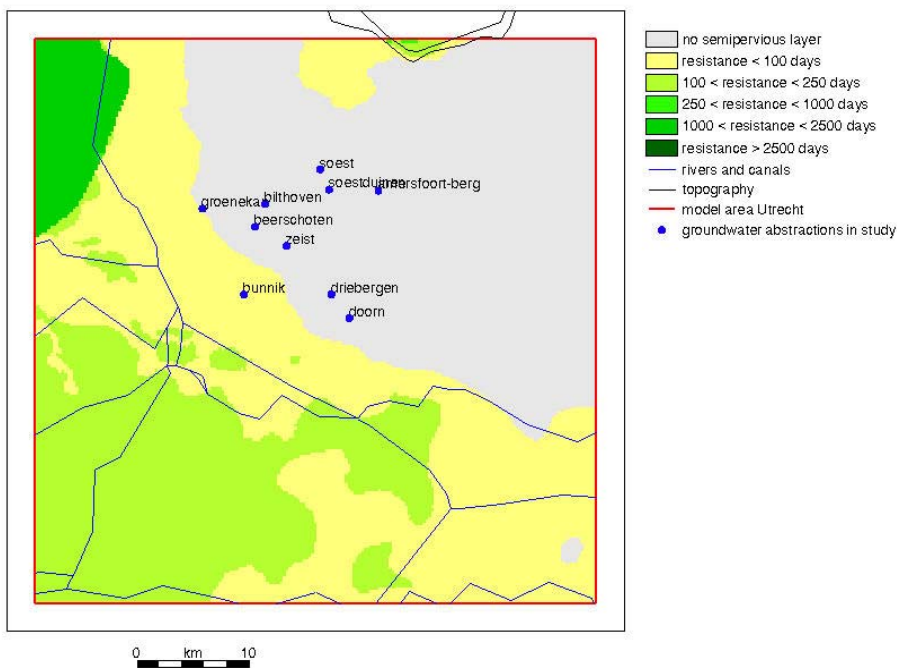 no semipervious layer
resistance < 100 days
100 < resistance < 250 days
250 < resistance < 1000 days
1000 < resistance < 2500 days
resistance > 2500 days
rivers and canals
topography
model area Utrecht
groundwater abstractions in study
soest
soestduinen
amersfoort-berg
bilthoven
groenekan
beerschoten
zeist
bunnik
driebergen
doorn
0 km 10